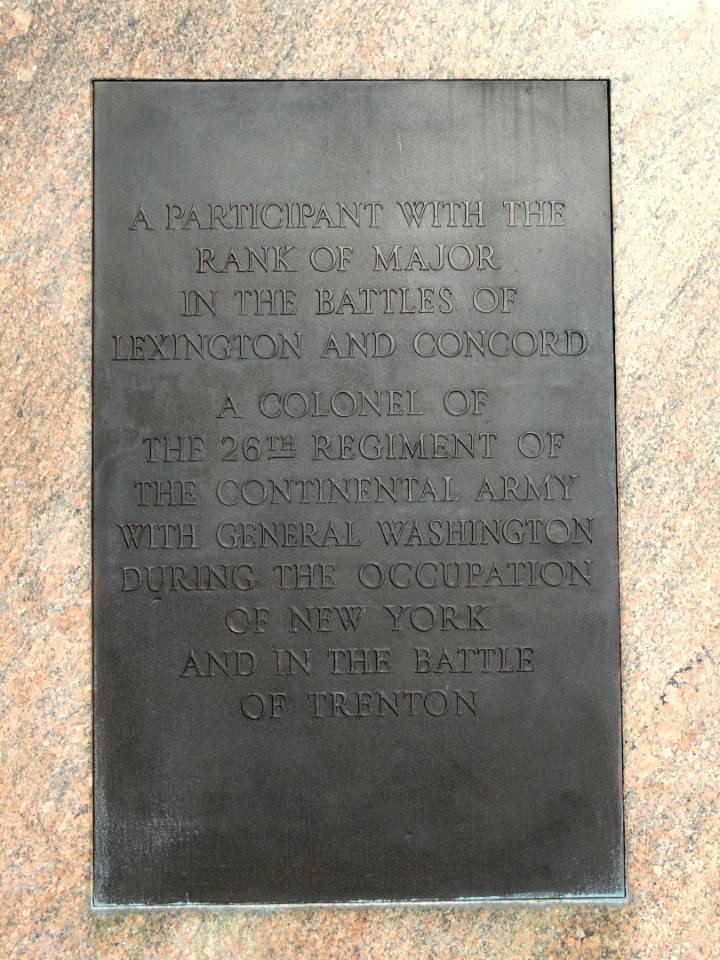 A PARTICIPANT WITH THE
RANK OF MAJOR
IN THE BATTLES OF
LEXINGTON AND CONCORD
A COLONEL OF
THE 26TH REGIMENT OF
THE CONTINENTAL ARMY
WITH GENERAL WASHINGTON
DURING THE OCCUPATION
OF NEW YORK
AND IN THE BATTLE
OF TRENTON